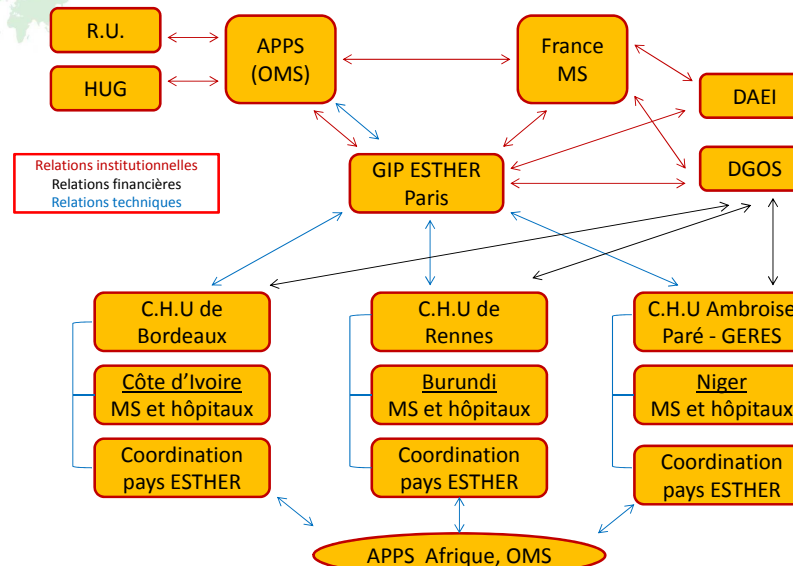 R.U.
HUG
APPS
(OMS)
France
MS
DAEI
DGOS
Relations institutionnelles
Relations financières
Relations techniques
GIP ESTHER
Paris
C.H.U de
Bordeaux
C.H.U de
Rennes
C.H.U Ambroise
Paré - GERES
Côte d'Ivoire
MS et hôpitaux
Burundi
MS et hôpitaux
Niger
MS et hôpitaux
Coordination
pays ESTHER
Coordination
pays ESTHER
Coordination
pays ESTHER
APPS Afrique, OMS